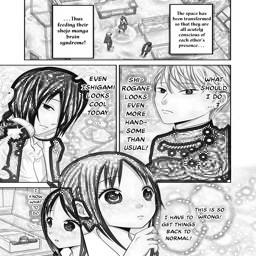 The space has
been transformed
so that they
are all
acutely
conscious of
each other's
presence...
...Thus
feeding their
shojo manga
brain
syndrome!
WHAT
SHOULD
I DO
?
SHI-
ROGANE
LOOKS
EVEN
MORE
HAND-
SOME
THAN
USUAL!
EVEN
ISHIGAMI
LOOKS
COOL
TODAY
THIS IS
SO
WRONG!
I HAVE TO
GET THINGS
BACK TO
NORMAL!
I
KNOW